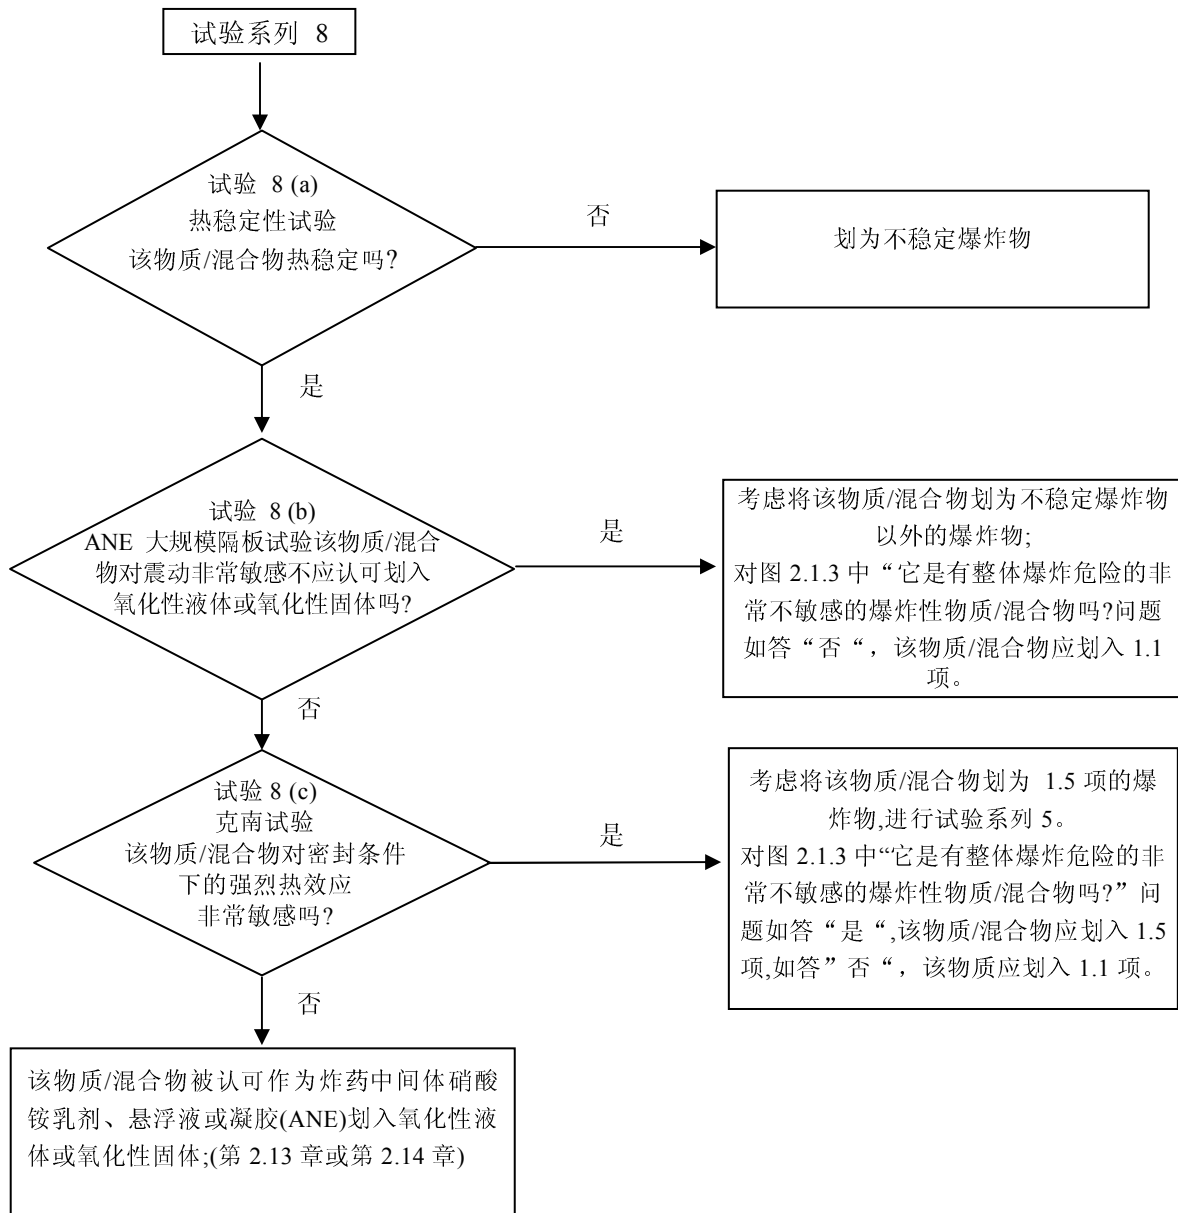 试验系列 8
试验 8 (a)
热稳定性试验
该物质/混合物热稳定吗?
否
划为不稳定爆炸物
是
试验 8 (b)
ANE 大规模隔板试验该物质/混合
物对震动非常敏感不应认可划入
氧化性液体或氧化性固体吗?
是
考虑将该物质/混合物划为不稳定爆炸物
以外的爆炸物;
对图 2.1.3 中“它是有整体爆炸危险的非
常不敏感的爆炸性物质/混合物吗?问题
如答“否“，该物质/混合物应划入 1.1
项。
否
试验 8 (c)
克南试验
该物质/混合物对密封条件
下的强烈热效应
非常敏感吗?
是
考虑将该物质/混合物划为 1.5 项的爆
炸物,进行试验系列 5。
对图 2.1.3 中“它是有整体爆炸危险的非
常不敏感的爆炸性物质/混合物吗?”问
题如答“是“,该物质/混合物应划入 1.5
项,如答”否“，该物质应划入 1.1 项。
否
该物质/混合物被认可作为炸药中间体硝酸
铵乳剂、悬浮液或凝胶(ANE)划入氧化性液
体或氧化性固体;(第 2.13 章或第 2.14 章)